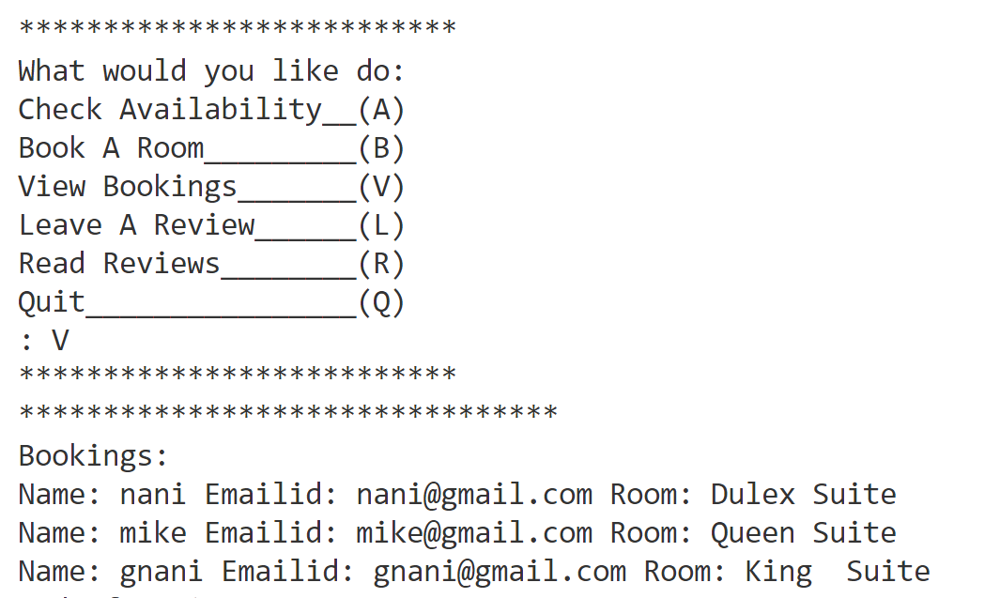 **************************
What would you like do:
Check Availability__(A)
Book A Room_________(B)
View Bookings_______(V)
Leave A Review______(L)
Read Reviews________(R)
Quit________________(Q)
: V
**************************
********************************
Bookings:
Name: nani Emailid: nani@gmail.com Room: Dulex Suite
Name: mike Emailid: mike@gmail.com Room: Queen Suite
Name: gnani Emailid: gnani@gmail.com Room: King  Suite